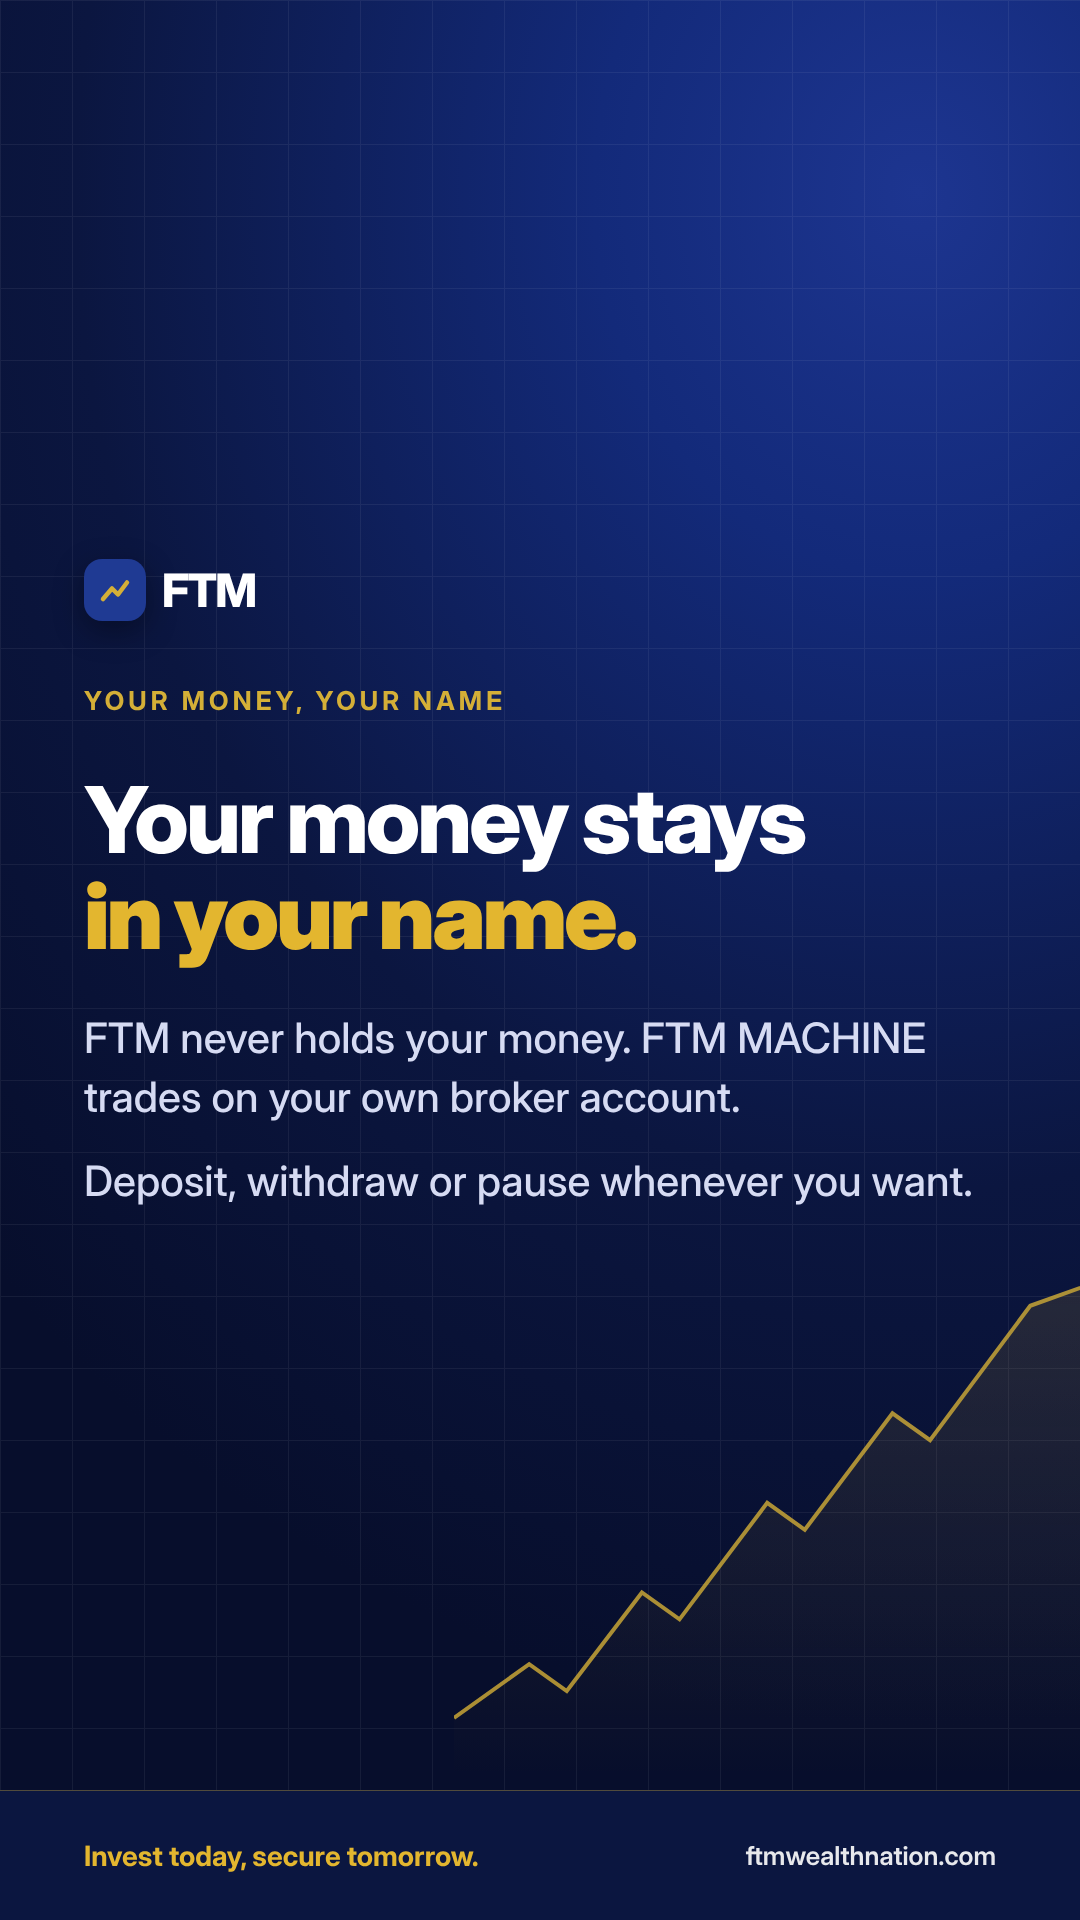 FTM
YOUR MONEY, YOUR NAME
Your money stays
in your name.
FTM never holds your money. FTM MACHINE
trades on your own broker account.
Deposit, withdraw or pause whenever you want.
Invest today, secure tomorrow.
ftmwealthnation.com